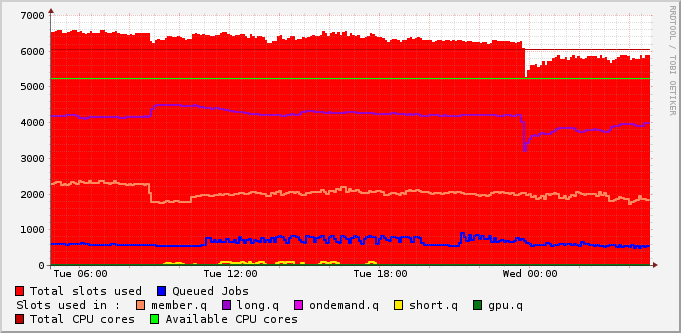 7000
6000
5000
4000
3000
2000
1000
0
Tue 06:00 Tue 12:00 Tue 18:00 Wed 00:00
Total slots used Queued Jobs
Slots used in : member.q long.q ondemand.q short.q gpu.q
Total CPU cores Available CPU cores
RRDTOOL / TOBI OETIKER